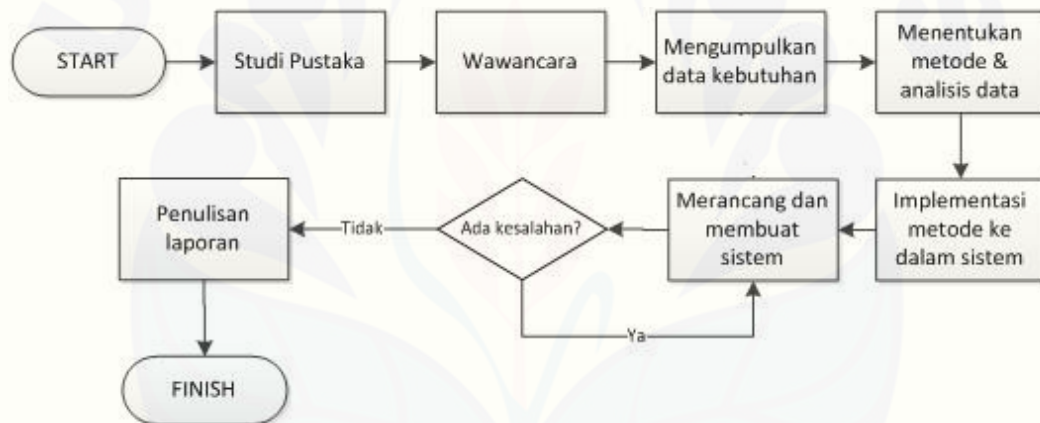 START
Studi Pustaka
Wawancara
Mengumpulkan
data kebutuhan
Menentukan
metode &
analisis data
Implementasi
metode ke
dalam sistem
Merancang dan
membuat
sistem
Ada kesalahan?
Ya
Tidak
Penulisan
laporan
FINISH